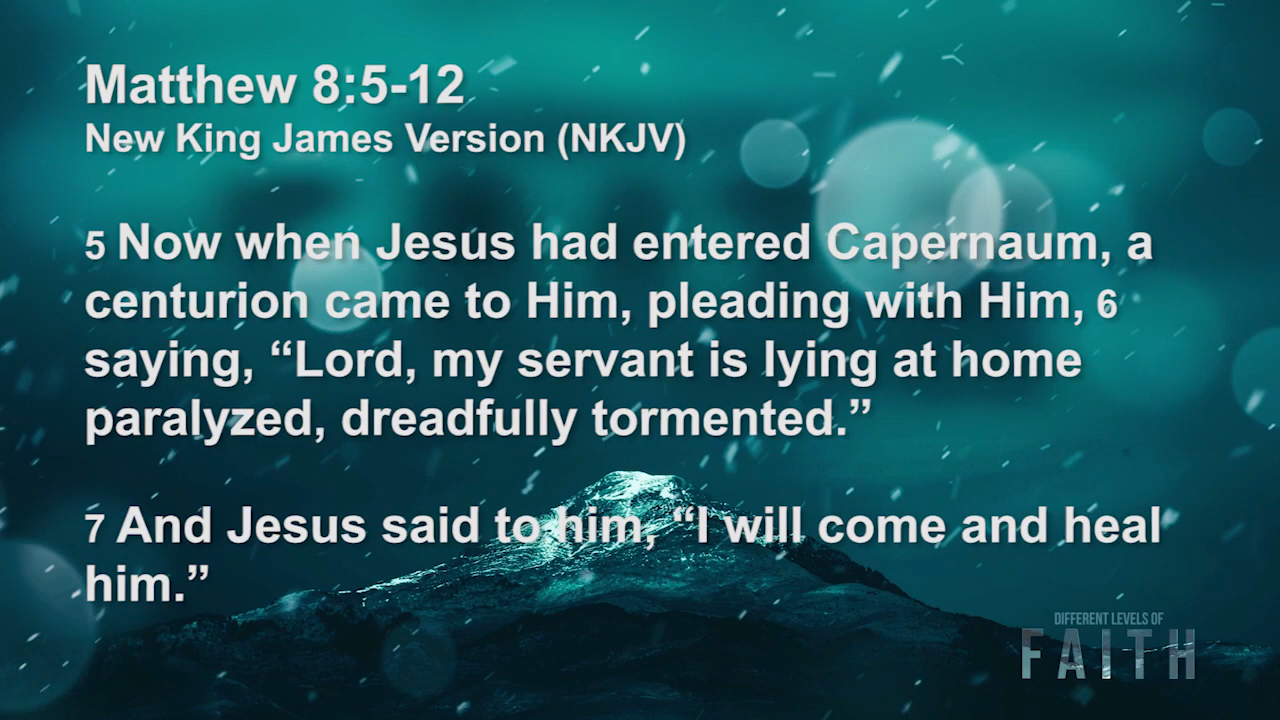 Matthew 8:5-12
New King James Version (NKJV)
5 Now when Jesus had entered Capernaum, a
centurion came to Him, pleading with Him, 6
saying, “Lord, my servant is lying at home
paralyzed, dreadfully tormented.”
7 And Jesus said to him, “I will come and heal
him.”
DIFFERENT LEVELS OF
FAITH